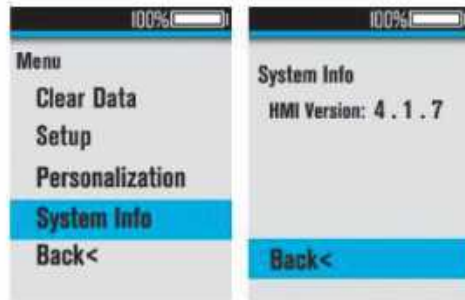 100%
Menu
Clear Data
Setup
Personalization
System Info
Back<
100%
System Info
HMI Version: 4 . 1 . 7
Back<